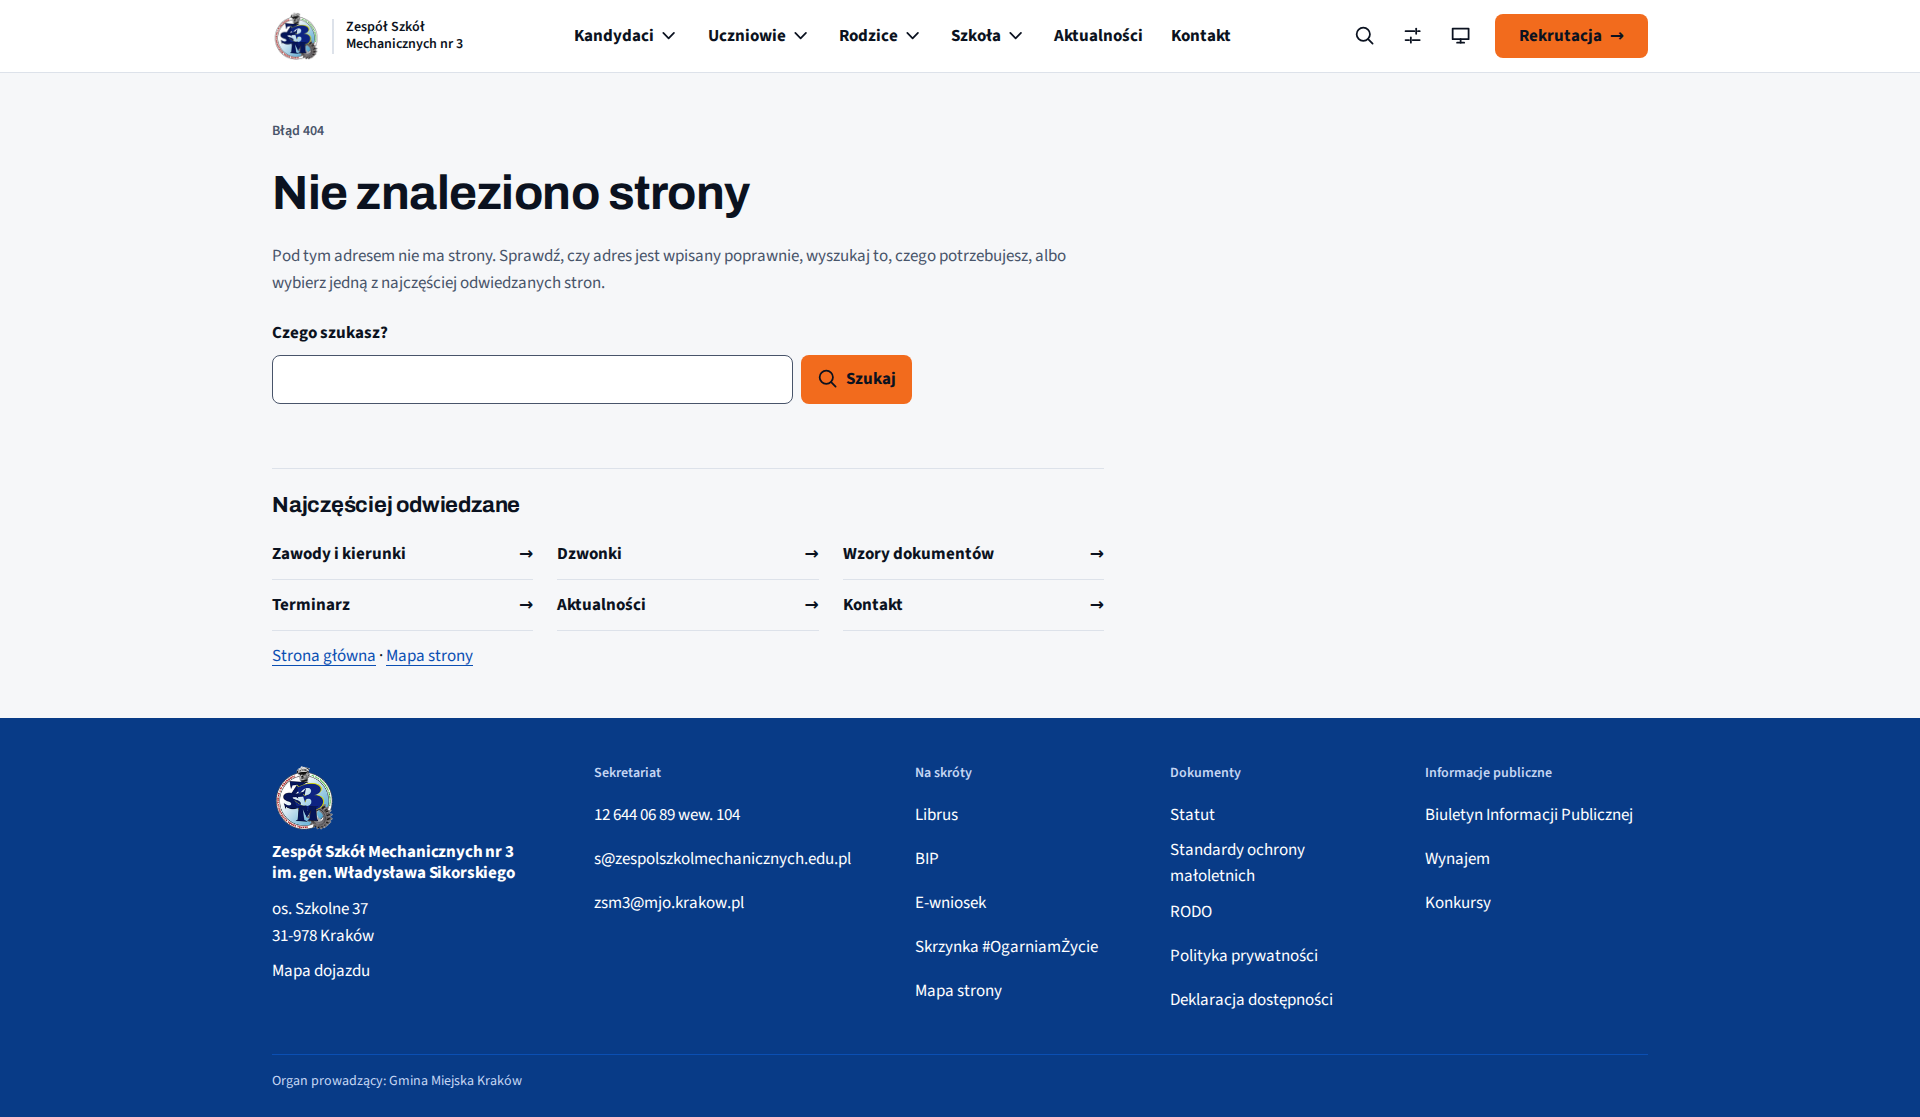 Zespół Szkół
Mechanicznych nr 3
Kandydaci
Uczniowie
Rodzice
Szkoła
Aktualności
Kontakt
Rekrutacja →
Błąd 404
Nie znaleziono strony
Pod tym adresem nie ma strony. Sprawdź, czy adres jest wpisany poprawnie, wyszukaj to, czego potrzebujesz, albo
wybierz jedną z najczęściej odwiedzanych stron.
Czego szukasz?
Szukaj
Najczęściej odwiedzane
Zawody i kierunki →
Dzwonki →
Wzory dokumentów →
Terminarz →
Aktualności →
Kontakt →
Strona główna · Mapa strony
Zespół Szkół Mechanicznych nr 3
im. gen. Władysława Sikorskiego
os. Szkolne 37
31-978 Kraków
Mapa dojazdu
Sekretariat
12 644 06 89 wew. 104
s@zespolszkolmechanicznych.edu.pl
zsm3@mjo.krakow.pl
Na skróty
Librus
BIP
E-wniosek
Skrzynka #OgarniamŻycie
Mapa strony
Dokumenty
Statut
Standardy ochrony
małoletnich
RODO
Polityka prywatności
Deklaracja dostępności
Informacje publiczne
Biuletyn Informacji Publicznej
Wynajem
Konkursy
Organ prowadzący: Gmina Miejska Kraków